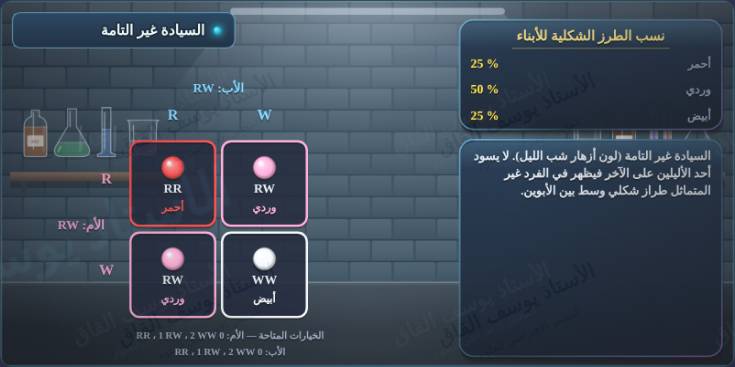 السيادة غير التامة
نسب الطرز الشكلية للأبناء
أحمر 25 %
وردي 50 %
أبيض 25 %
السيادة غير التامة (لون أزهار شب الليل). لا يسود
أحد الأليلين على الآخر فيظهر في الفرد غير
المتماثل طراز شكلي وسط بين الأبوين.
الأب: RW
R W
R
RR
أحمر
RW
وردي
الأم: RW
W
RW
وردي
WW
أبيض
الخيارات المتاحة — الأم: 0 RR ، 1 RW ، 2 WW
الأب: 0 RR ، 1 RW ، 2 WW
الأستاذ يوسف